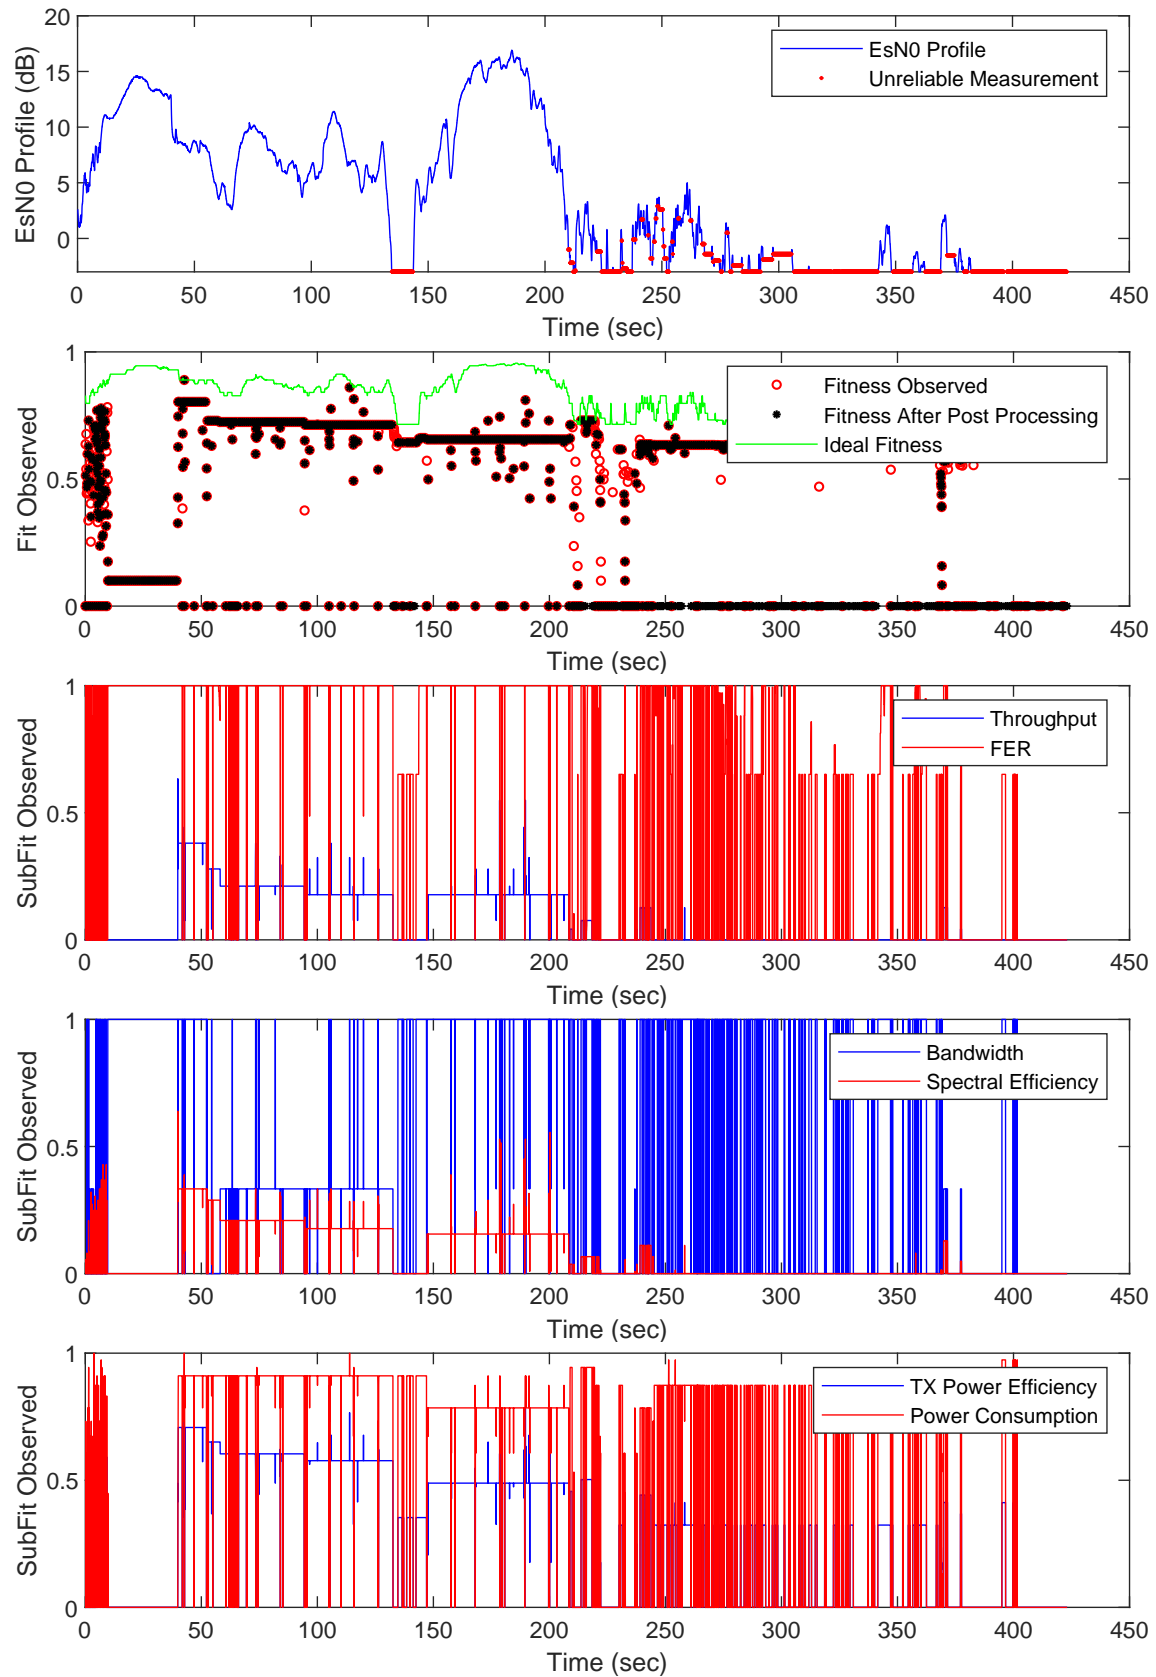 20
15
10
5
0
EsN0 Profile (dB)
EsN0 Profile
Unreliable Measurement
0 50 100 150 200 250 300 350 400 450
Time (sec)
1
0.5
0
Fit Observed
Fitness Observed
Fitness After Post Processing
Ideal Fitness
0 50 100 150 200 250 300 350 400 450
Time (sec)
1
0.5
0
SubFit Observed
Throughput
FER
0 50 100 150 200 250 300 350 400 450
Time (sec)
1
0.5
0
SubFit Observed
Bandwidth
Spectral Efficiency
0 50 100 150 200 250 300 350 400 450
Time (sec)
1
0.5
0
SubFit Observed
TX Power Efficiency
Power Consumption
0 50 100 150 200 250 300 350 400 450
Time (sec)